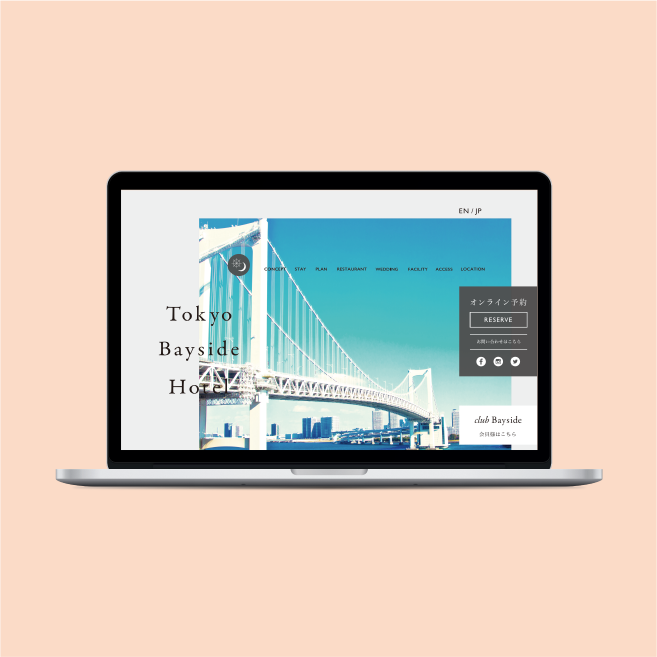 EN / JP
CONCEPT STAY PLAN RESTAURANT WEDDING FACILITY ACCESS LOCATION
Tokyo
Bayside
Hotel
オンライン予約
RESERVE
お問い合わせはこちら
club Bayside
会員様はこちら